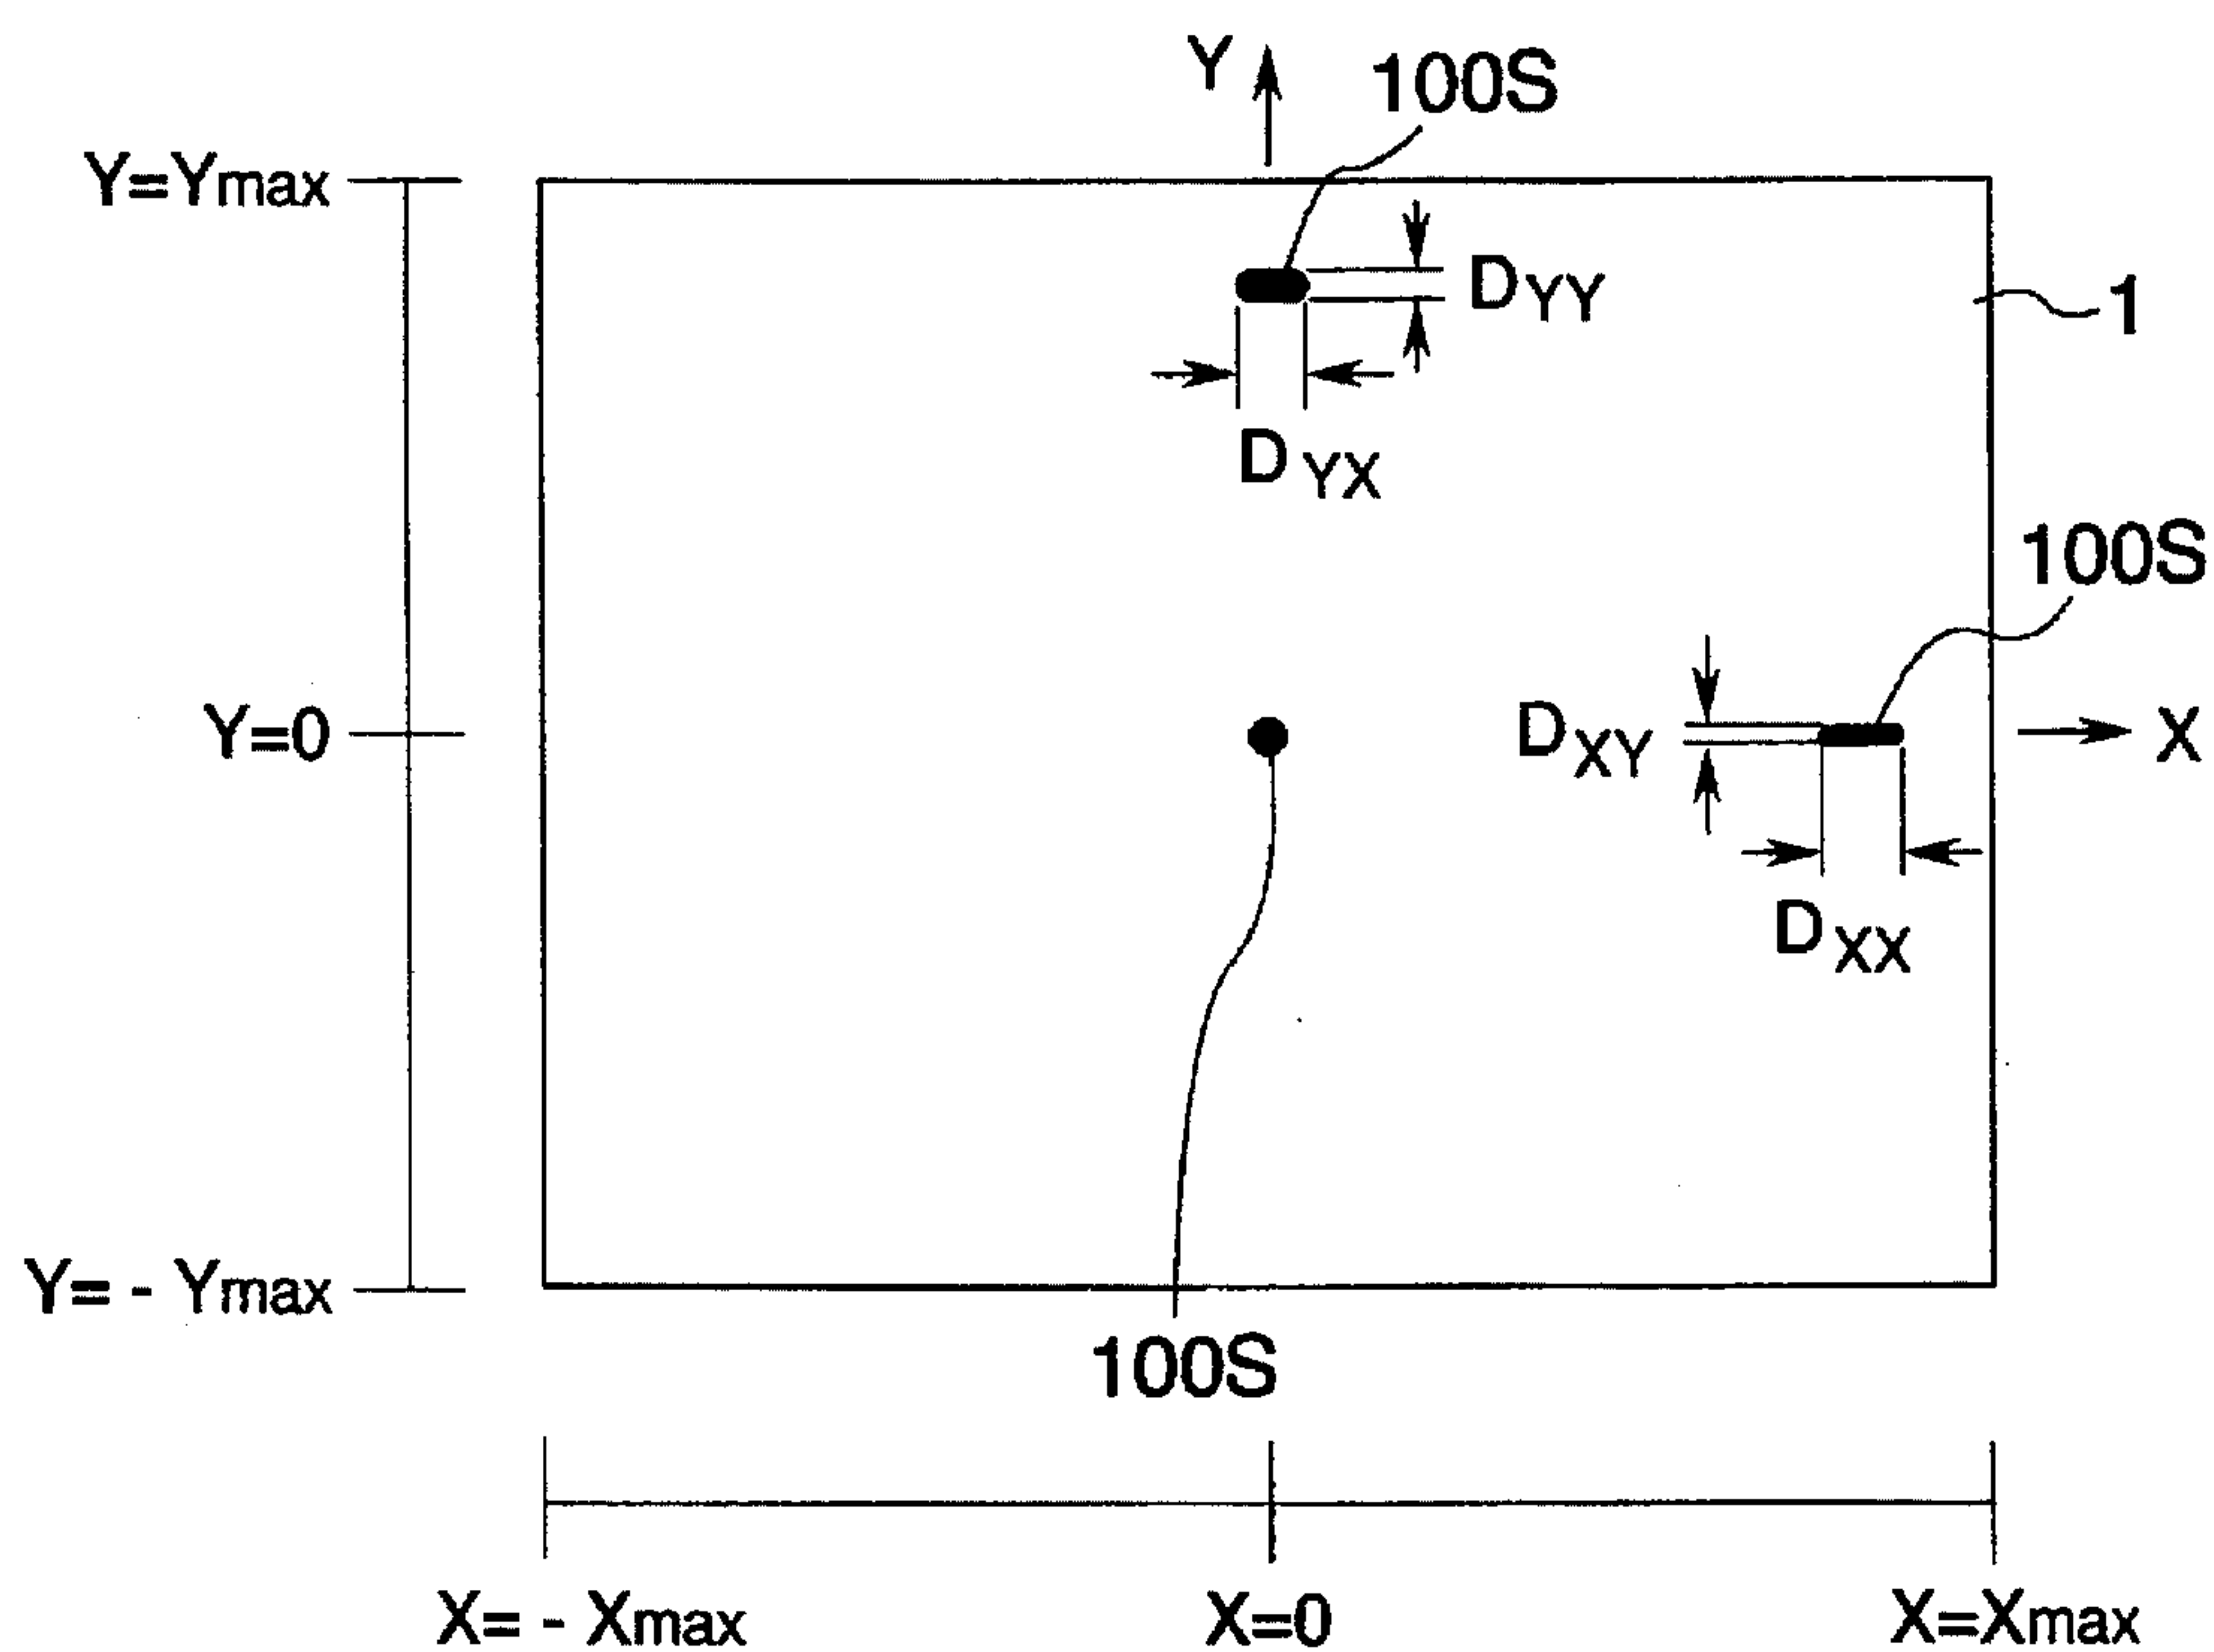 Y
100S
Y=Ymax
DYY
1
DYX
100S
Y=0
DXY
X
DXX
Y= - Ymax
100S
X= - Xmax
X=0
X=Xmax